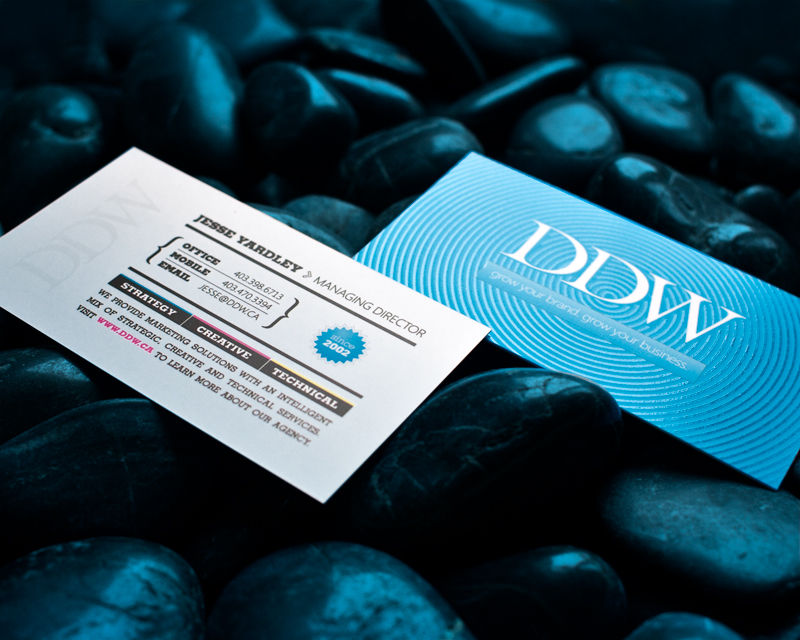 DDW
JESSE YARDLEY » MANAGING DIRECTOR
OFFICE 403.398.6713
MOBILE 403.470.3394
EMAIL JESSE@DDW.CA
since
2002
STRATEGY CREATIVE TECHNICAL
WE PROVIDE MARKETING SOLUTIONS WITH AN INTELLIGENT
MIX OF STRATEGIC, CREATIVE AND TECHNICAL SERVICES.
VISIT WWW.DDW.CA TO LEARN MORE ABOUT OUR AGENCY.
DDW
grow your brand. grow your business.